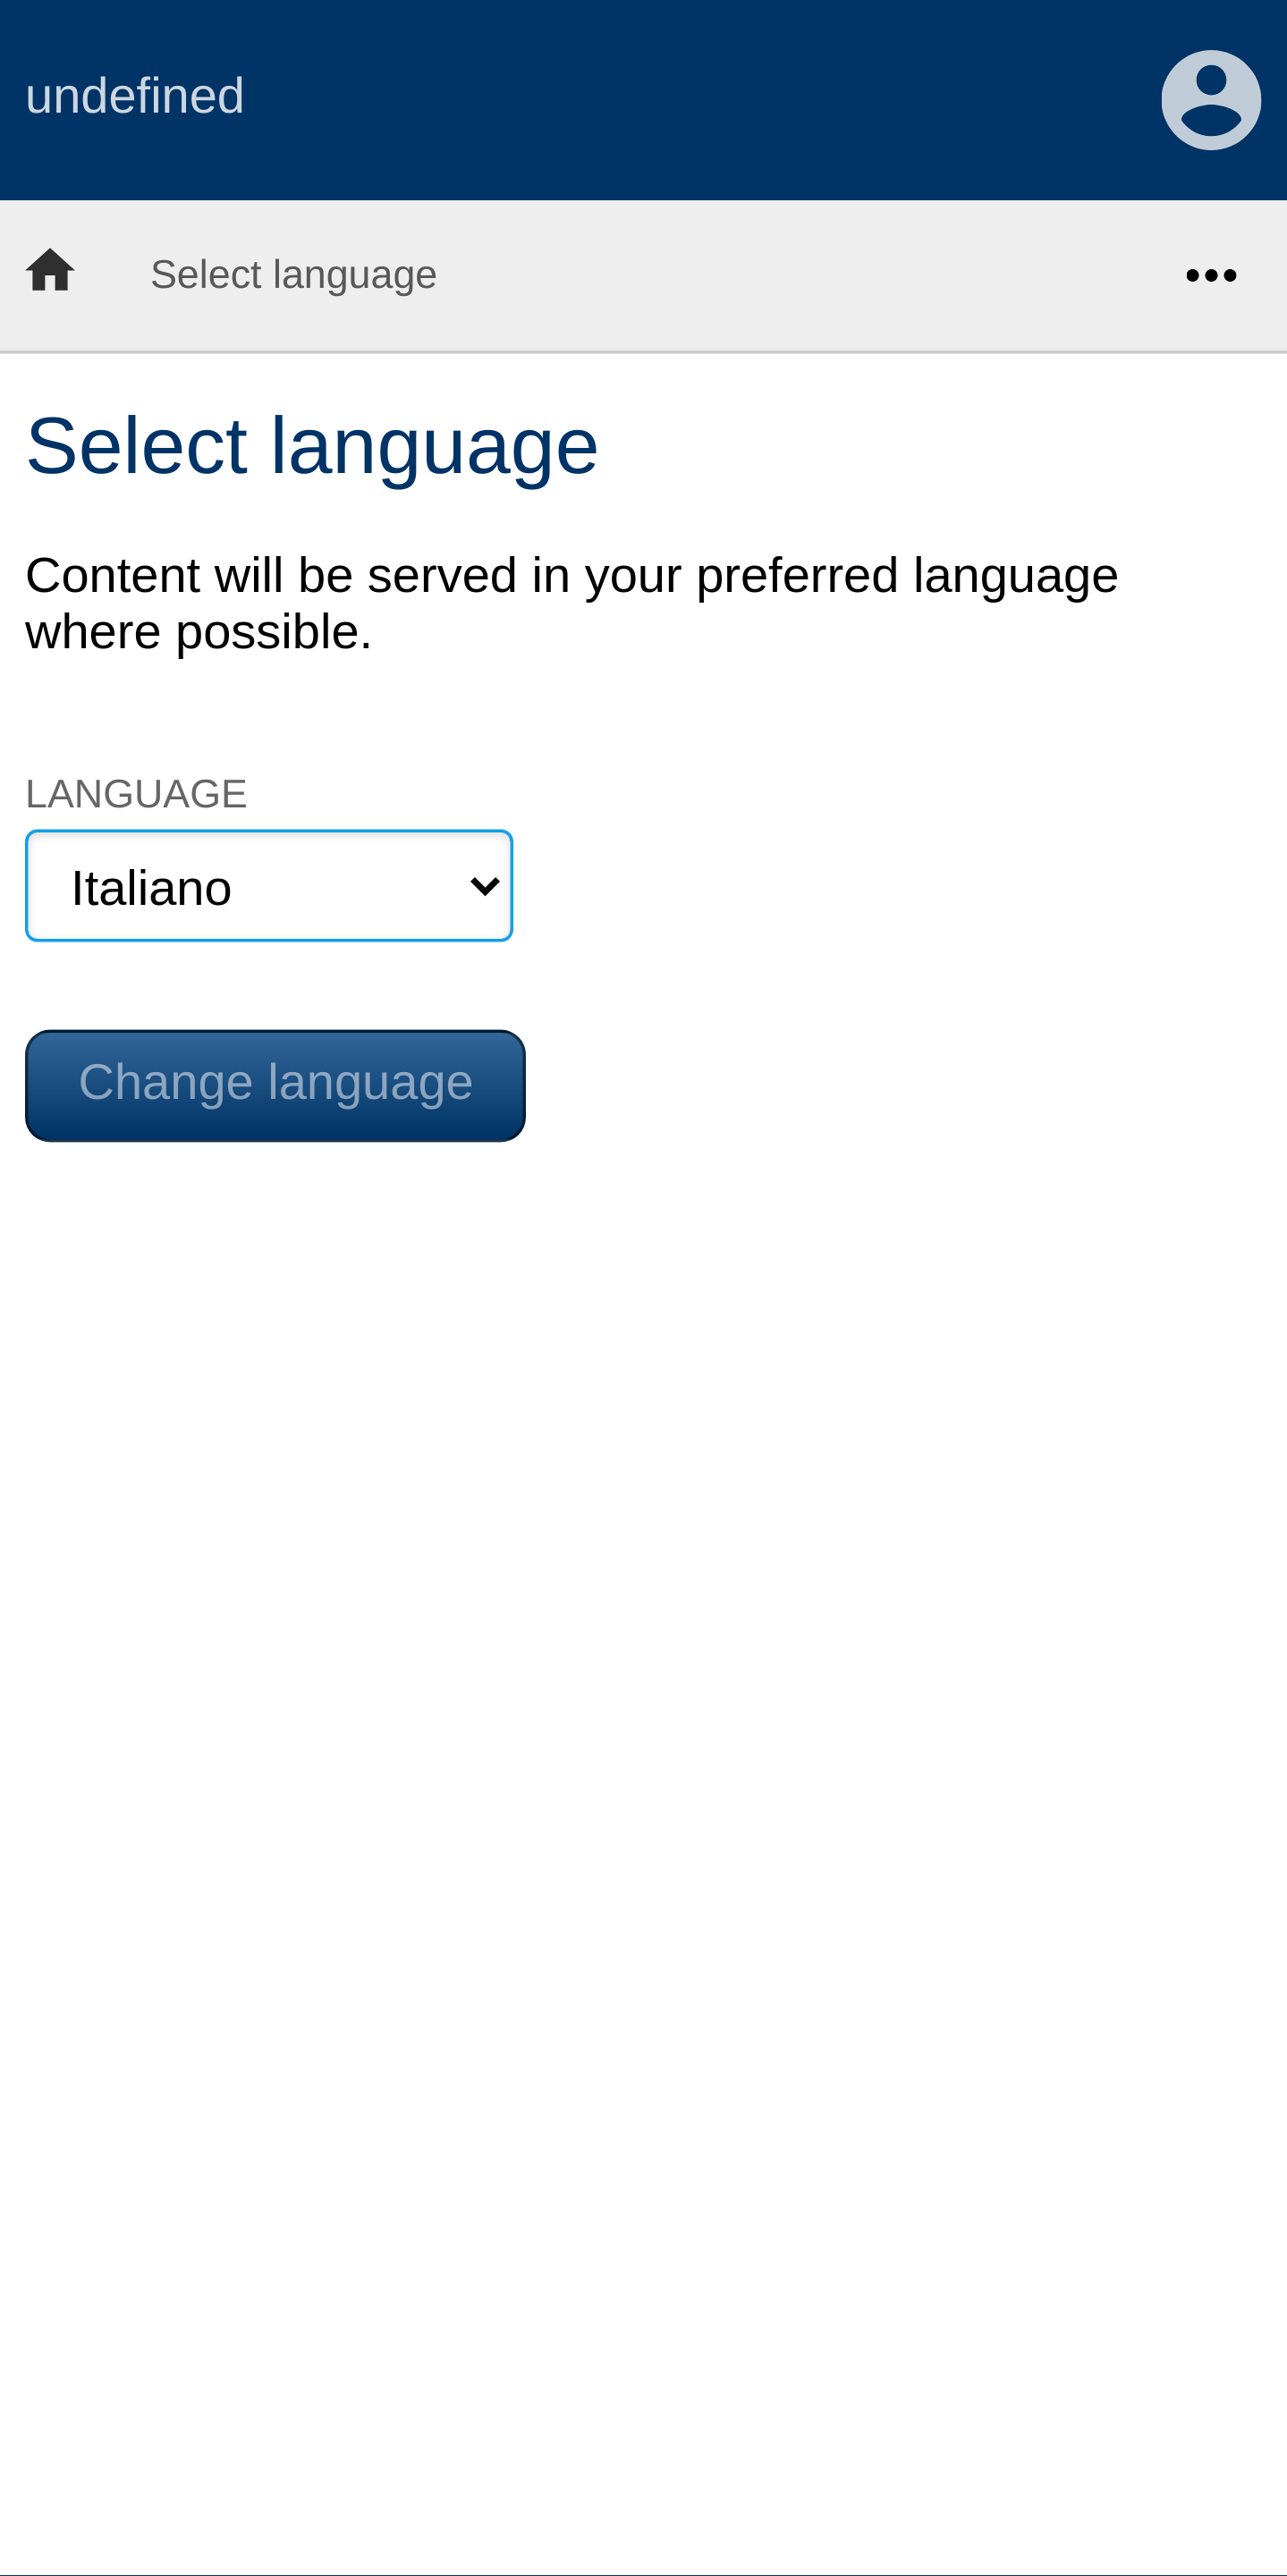 undefined
Select language
Select language
Content will be served in your preferred language
where possible.
LANGUAGE
Italiano
Change language